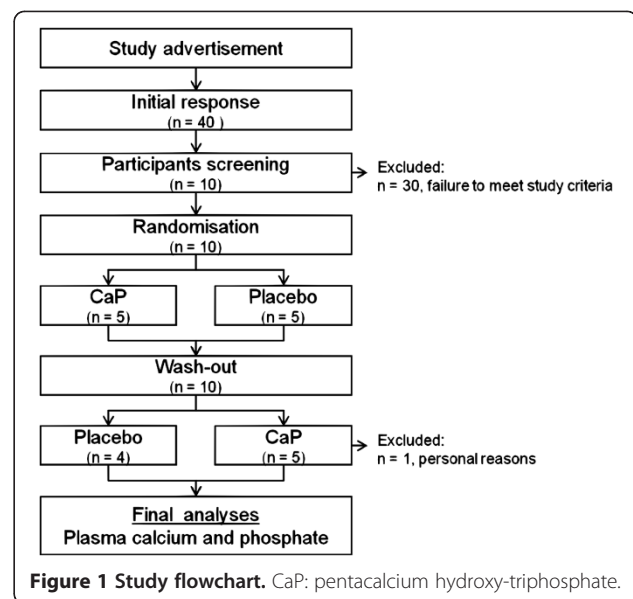 Study advertisement
Initial response
(n = 40 )
Participants screening
(n = 10)
Excluded:
n = 30, failure to meet study criteria
Randomisation
(n = 10)
CaP
(n = 5)
Placebo
(n = 5)
Wash-out
(n = 10)
Placebo
(n = 4)
CaP
(n = 5)
Excluded:
n = 1, personal reasons
Final analyses
Plasma calcium and phosphate
Figure 1 Study flowchart. CaP: pentacalcium hydroxy-triphosphate.